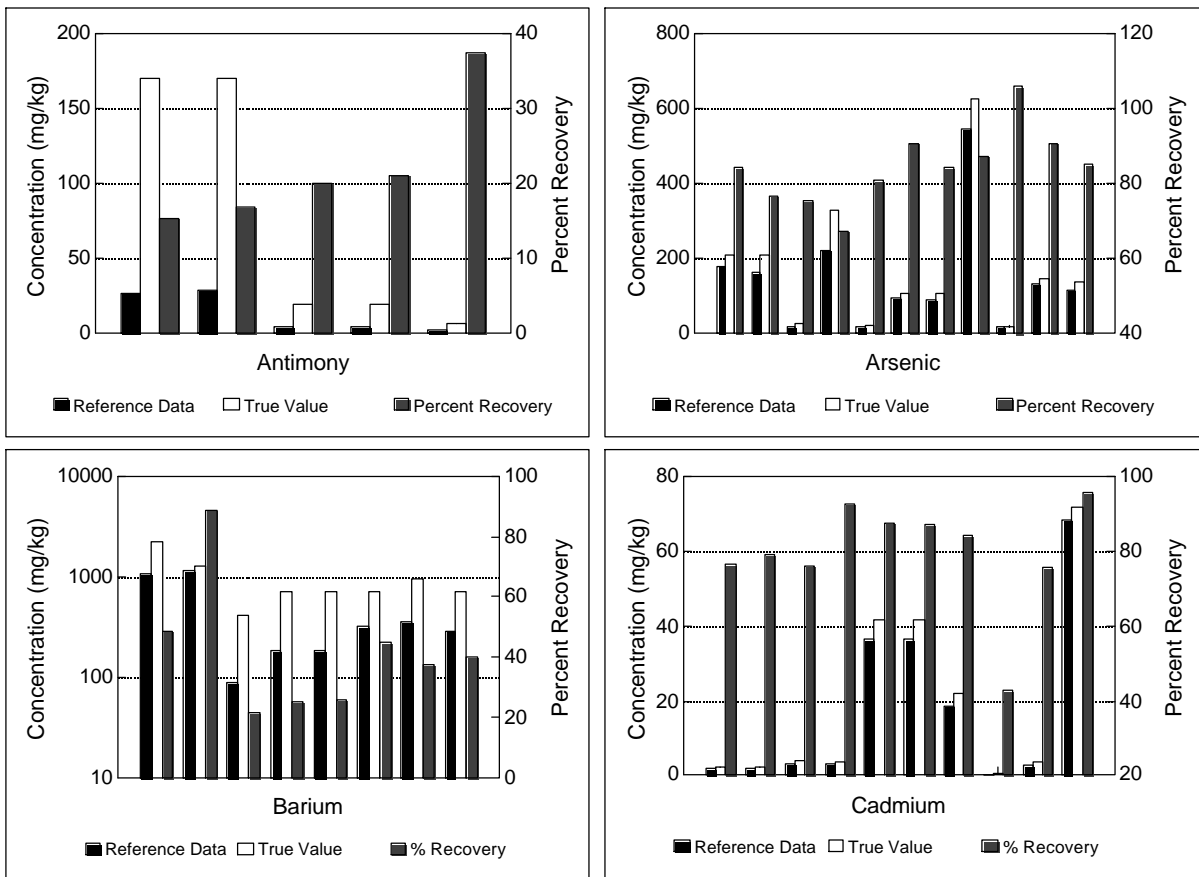 200
150
100
50
0
Concentration (mg/kg)
40
30
20
10
0
Percent Recovery
Antimony
Reference Data True Value Percent Recovery
800
600
400
200
0
Concentration (mg/kg)
120
100
80
60
40
Percent Recovery
Arsenic
Reference Data True Value Percent Recovery
10000
1000
100
10
Concentration (mg/kg)
100
80
60
40
20
0
Percent Recovery
Barium
Reference Data True Value % Recovery
80
60
40
20
0
Concentration (mg/kg)
100
80
60
40
20
Percent Recovery
Cadmium
Reference Data True Value % Recovery